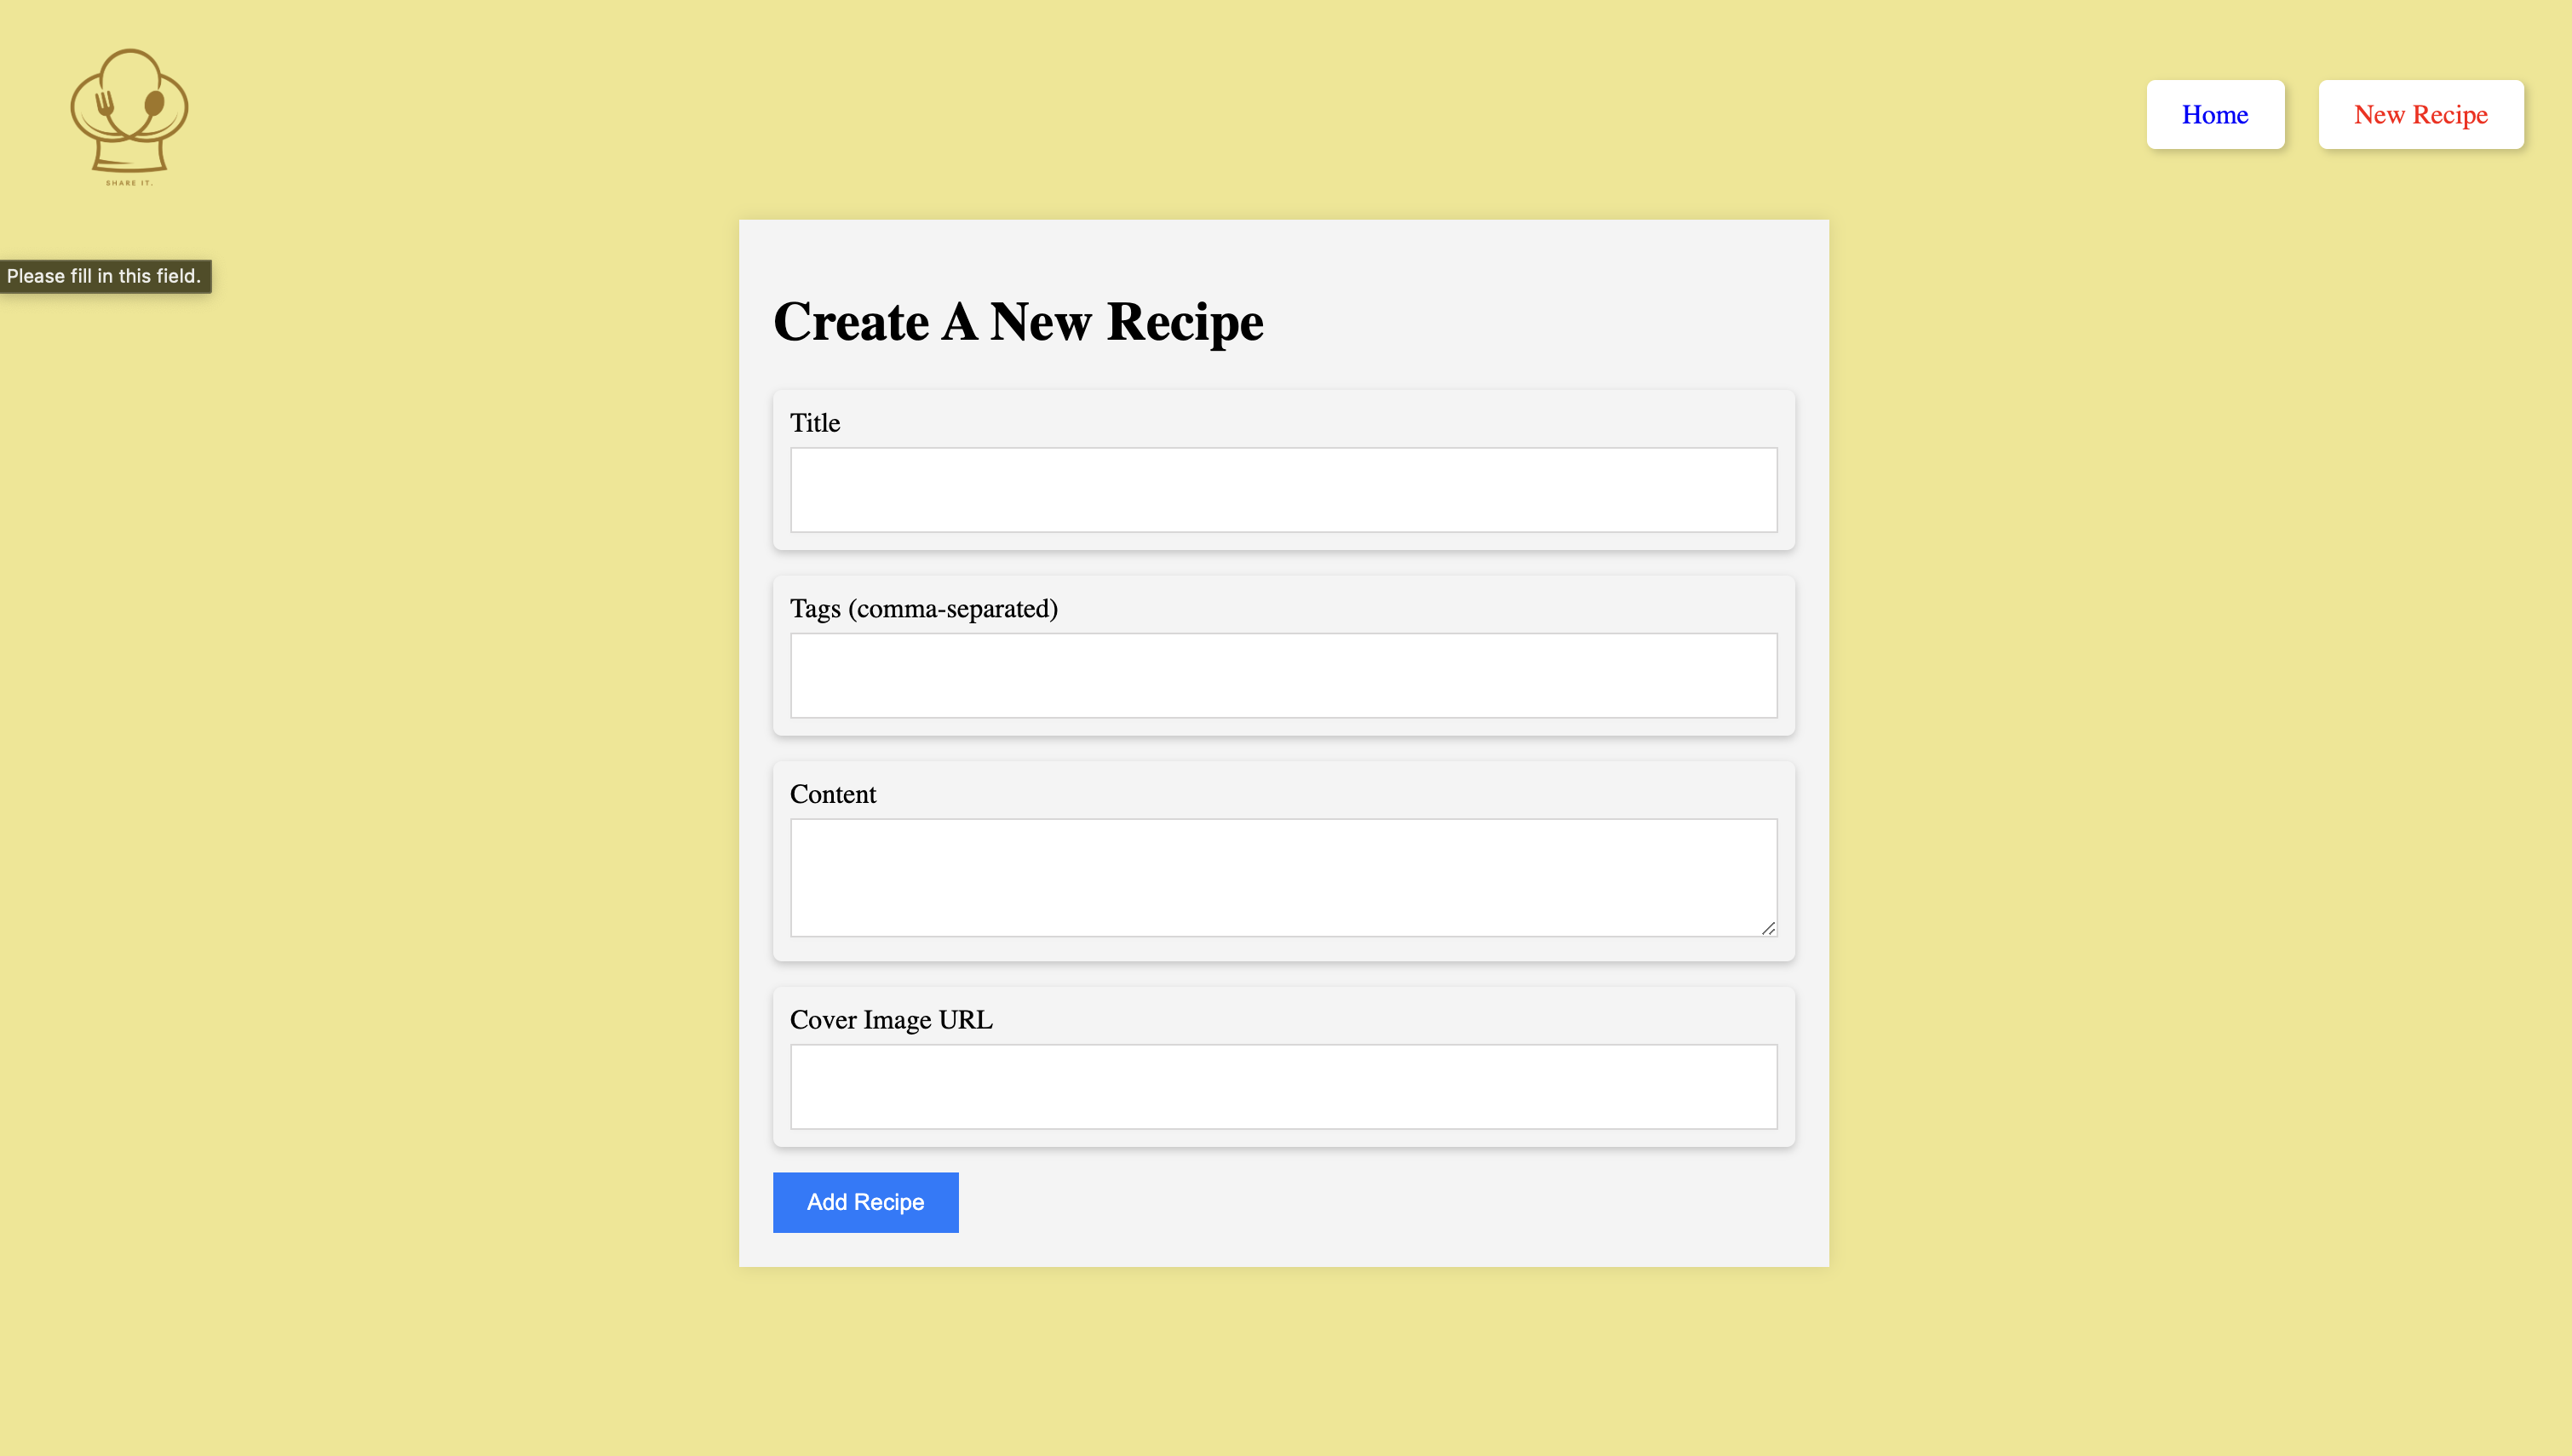 SHARE IT.
Home
New Recipe
Please fill in this field.
Create A New Recipe
Title
Tags (comma-separated)
Content
Cover Image URL
Add Recipe